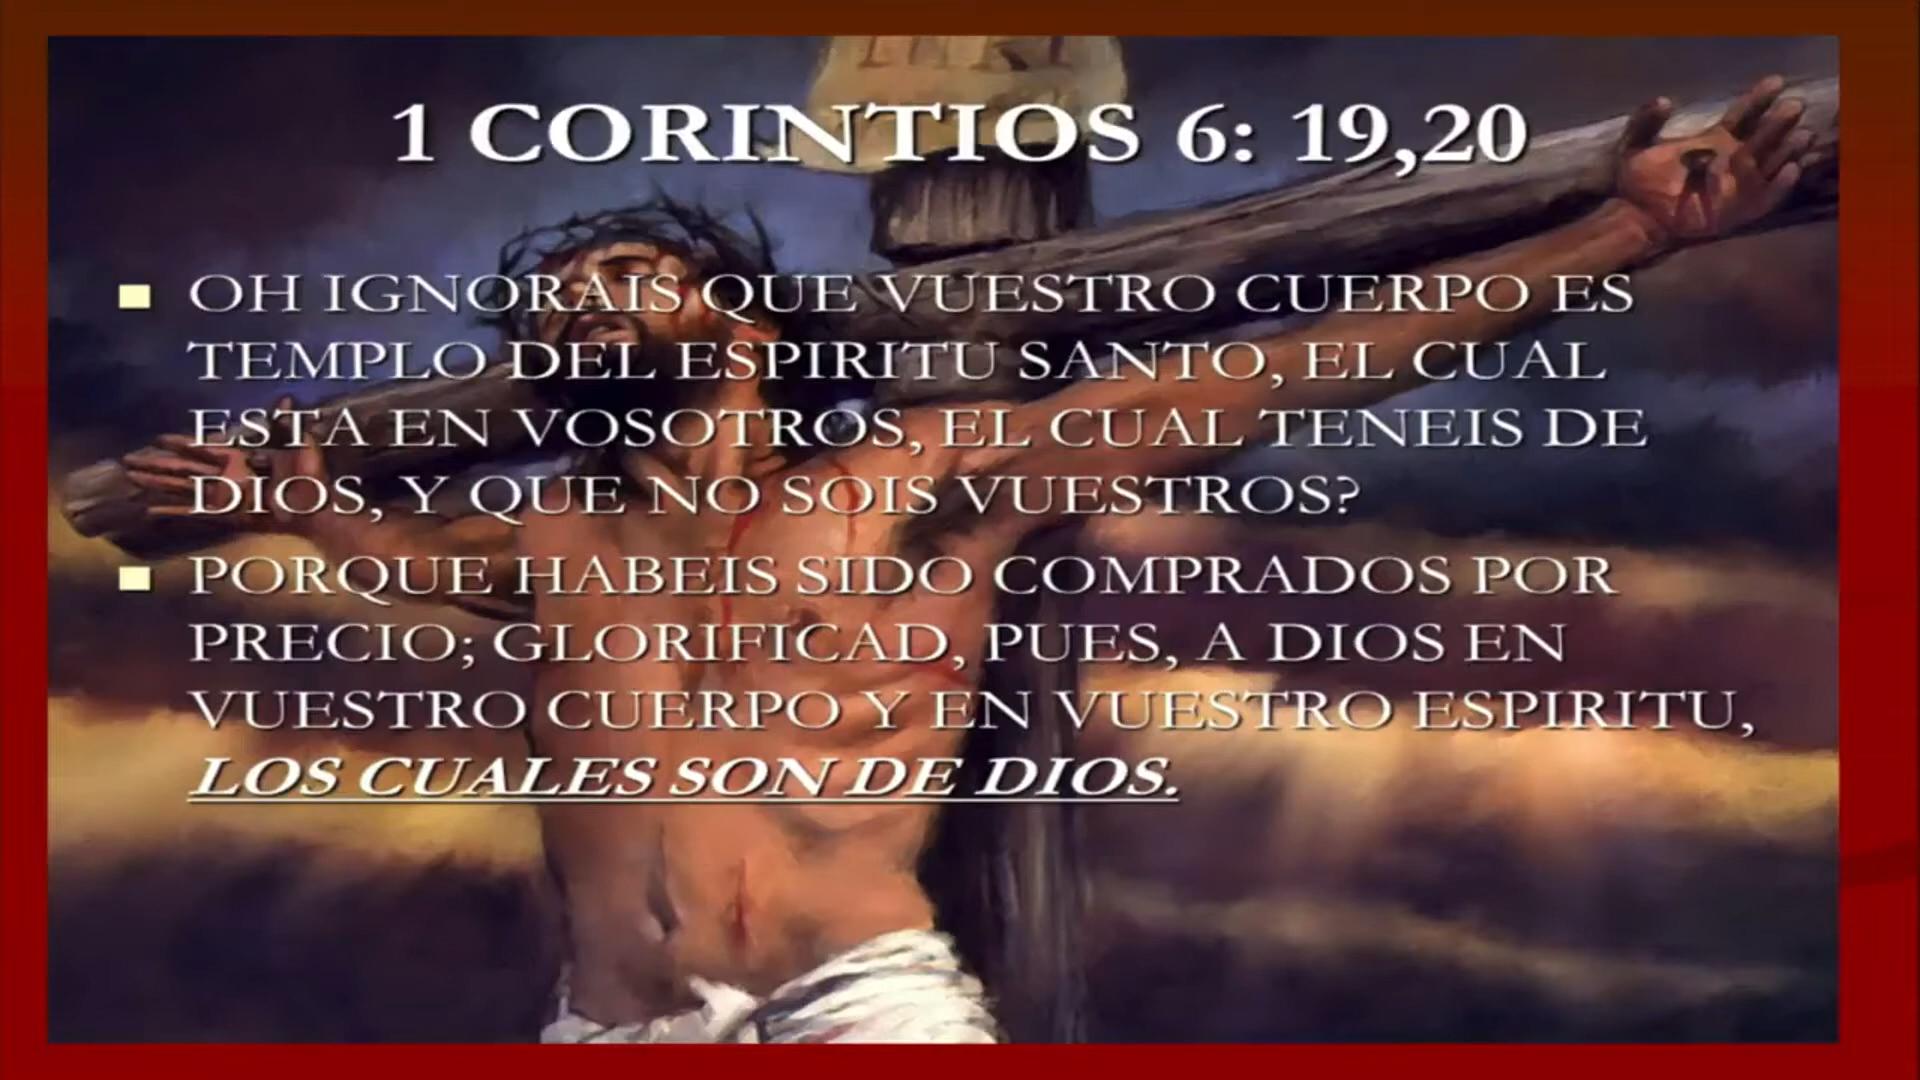 1 CORINTIOS 6: 19,20
OH IGNORAIS QUE VUESTRO CUERPO ES
TEMPLO DEL ESPIRITU SANTO, EL CUAL
ESTA EN VOSOTROS, EL CUAL TENEIS DE
DIOS, Y QUE NO SOIS VUESTROS?
PORQUE HABEIS SIDO COMPRADOS POR
PRECIO; GLORIFICAD, PUES, A DIOS EN
VUESTRO CUERPO Y EN VUESTRO ESPIRITU,
LOS CUALES SON DE DIOS.